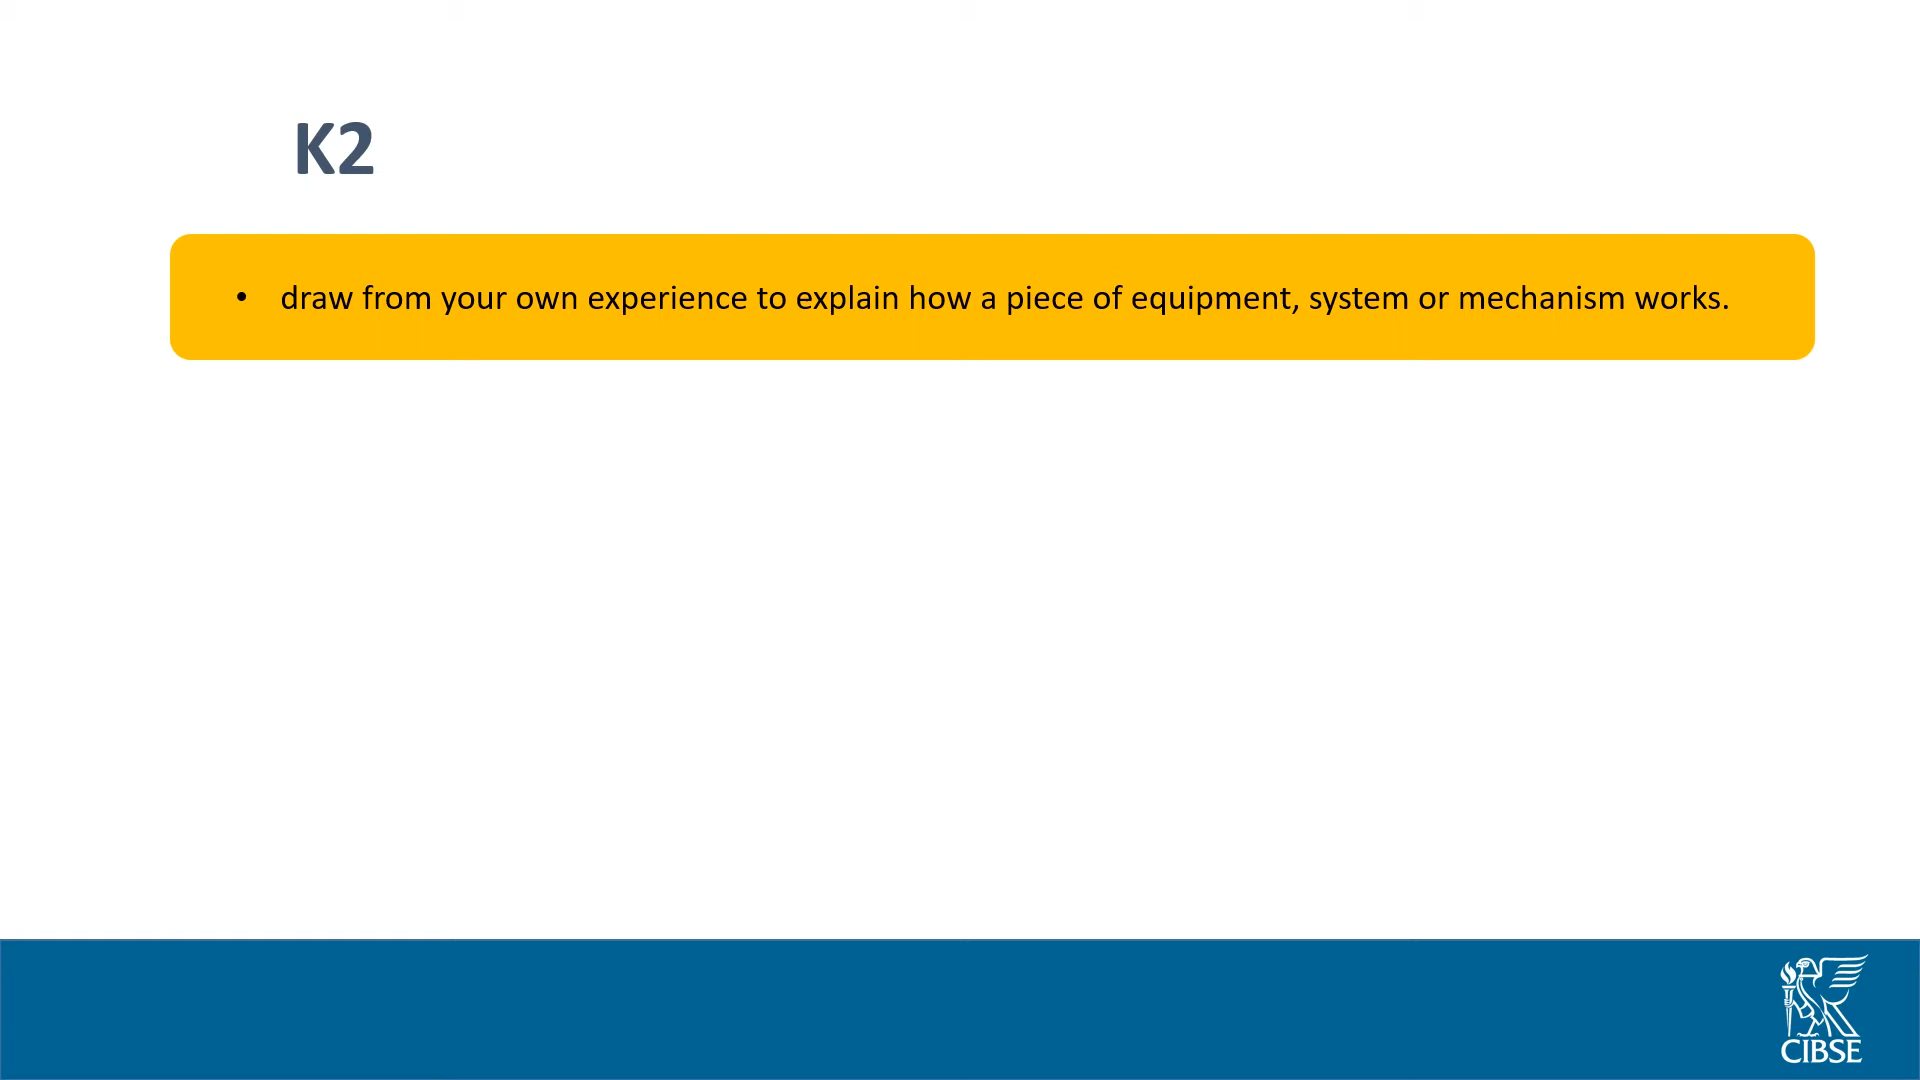 K2
• draw from your own experience to explain how a piece of equipment, system or mechanism works.
CIBSE